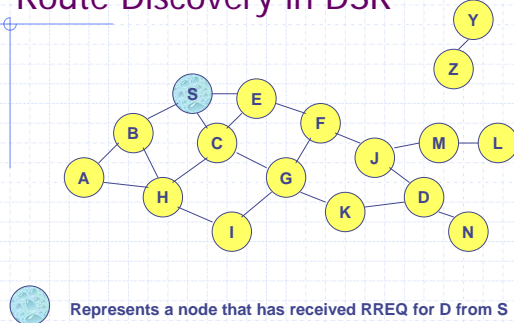 Route Discovery in DSR
Y
Z
S
E
F
B
C
J
M
L
A
G
H
K
D
I
N
Represents a node that has received RREQ for D from S